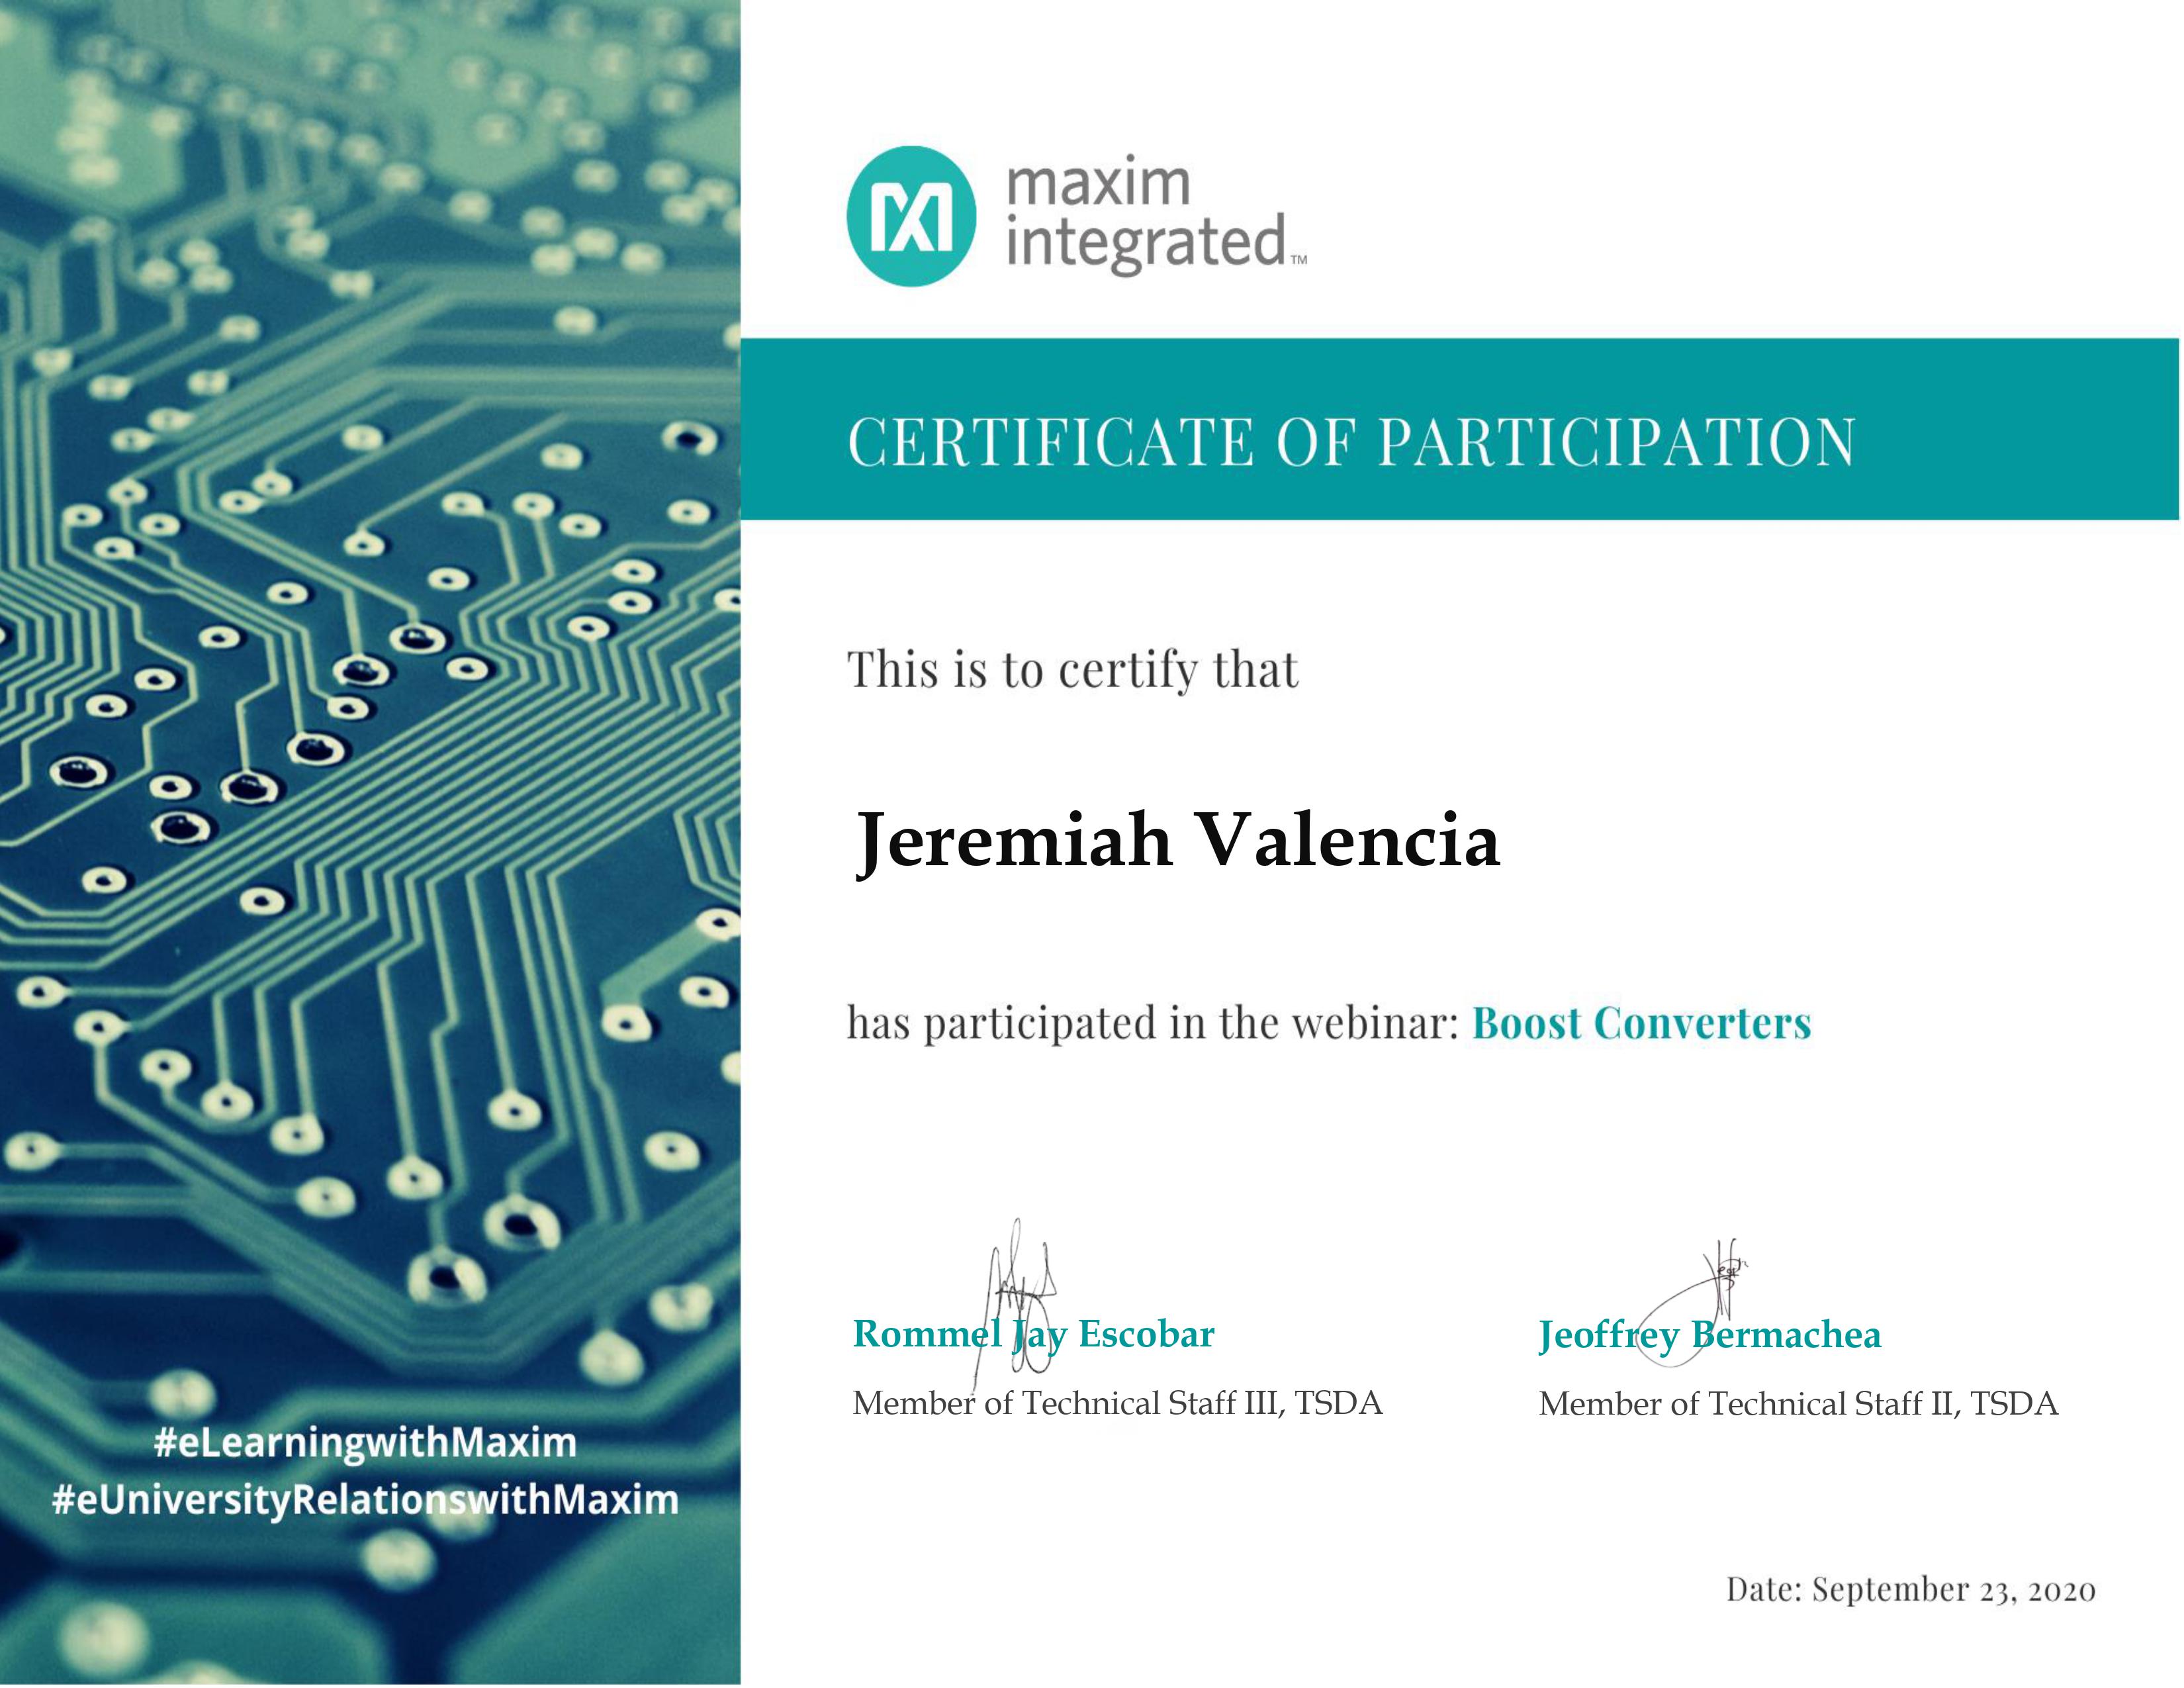 maxim
integrated™
CERTIFICATE OF PARTICIPATION
This is to certify that
Jeremiah Valencia
has participated in the webinar: Boost Converters
Rommel Jay Escobar
Member of Technical Staff III, TSDA
Jeoffrey Bermachea
Member of Technical Staff II, TSDA
#eLearningwithMaxim
#eUniversityRelationswithMaxim
Date: September 23, 2020